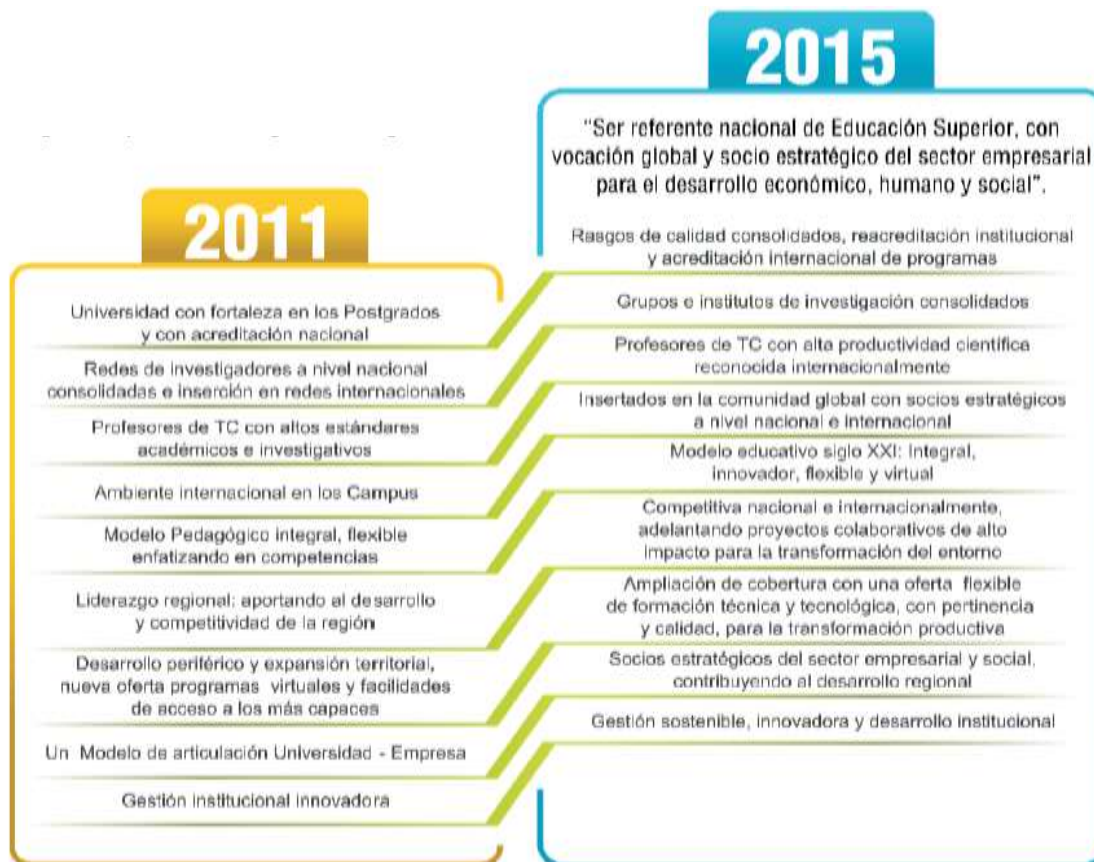 2011
Universidad con fortaleza en los Postgrados
y con acreditación nacional
Redes de investigadores a nivel nacional
consolidadas e inserción en redes internacionales
Profesores de TC con altos estándares
académicos e investigativos
Ambiente internacional en los Campus
Modelo Pedagógico integral, flexible
enfatizando en competencias
Liderazgo regional: aportando al desarrollo
y competitividad de la región
Desarrollo periférico y expansión territorial,
nueva oferta programas virtuales y facilidades
de acceso a los más capaces
Un Modelo de articulación Universidad - Empresa
Gestión institucional innovadora
2015
"Ser referente nacional de Educación Superior, con
vocación global y socio estratégico del sector empresarial
para el desarrollo económico, humano y social".
Rasgos de calidad consolidados, reacreditación institucional
y acreditación internacional de programas
Grupos e institutos de investigación consolidados
Profesores de TC con alta productividad científica
reconocida internacionalmente
Insertados en la comunidad global con socios estratégicos
a nivel nacional e internacional
Modelo educativo siglo XXI: Integral,
innovador, flexible y virtual
Competitiva nacional e internacionalmente,
adelantando proyectos colaborativos de alto
impacto para la transformación del entorno
Ampliación de cobertura con una oferta flexible
de formación técnica y tecnológica, con pertinencia
y calidad, para la transformación productiva
Socios estratégicos del sector empresarial y social,
contribuyendo al desarrollo regional
Gestión sostenible, innovadora y desarrollo institucional